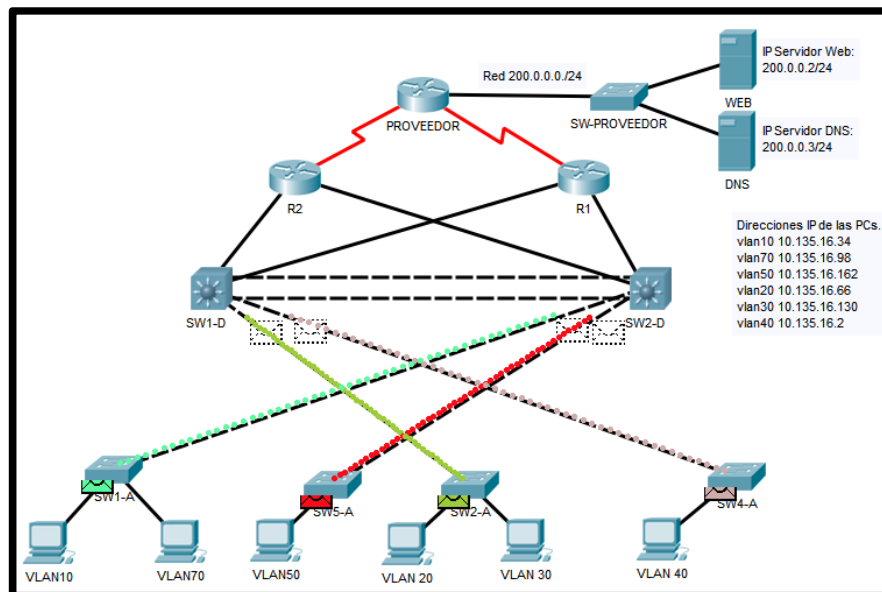 IP Servidor Web:
200.0.0.2/24
Red 200.0.0.0./24
WEB
PROVEEDOR
SW-PROVEEDOR
IP Servidor DNS:
200.0.0.3/24
DNS
R2
R1
Direcciones IP de las PCs.
vlan10 10.135.16.34
vlan70 10.135.16.98
vlan50 10.135.16.162
vlan20 10.135.16.66
vlan30 10.135.16.130
vlan40 10.135.16.2
SW1-D
SW2-D
SW1-A
SW5-A
SW2-A
SW4-A
VLAN10
VLAN70
VLAN50
VLAN 20
VLAN 30
VLAN 40